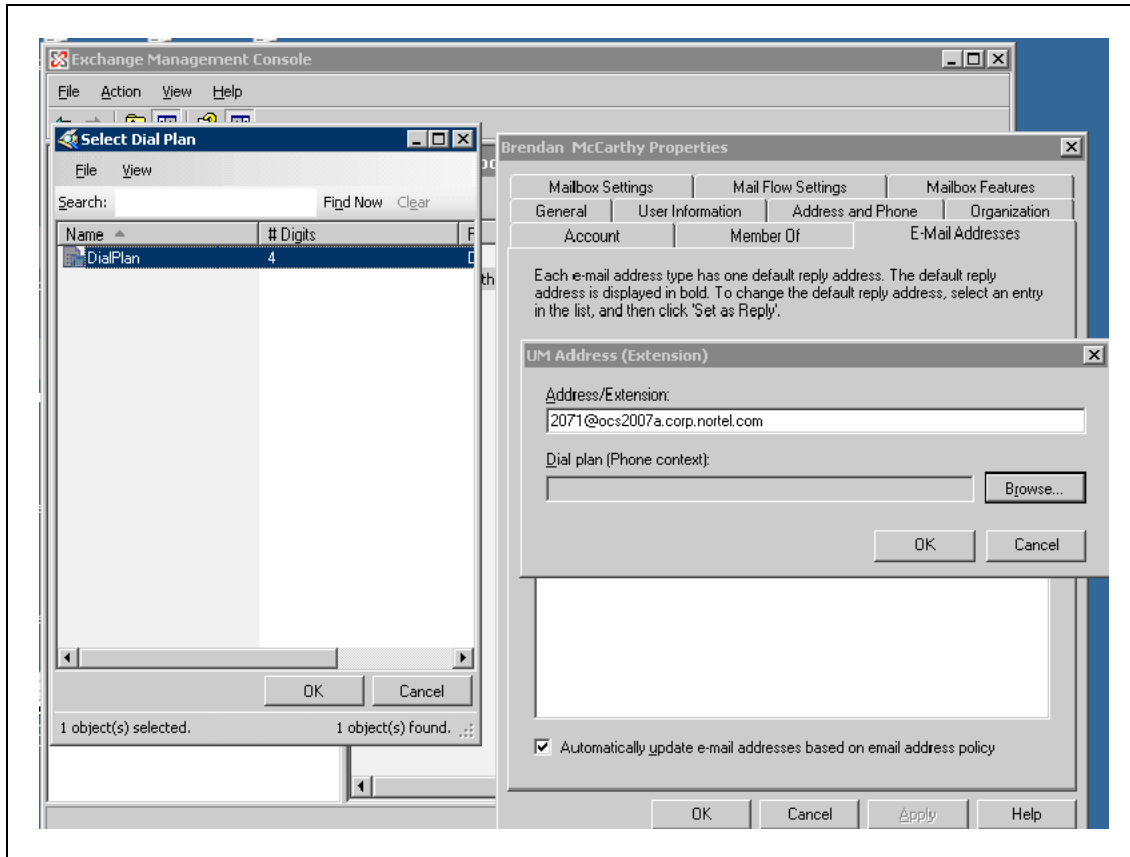 Exchange Management Console
File Action View Help
Select Dial Plan
File View
Search: Find Now Clear
Name # Digits
DialPlan 4
OK Cancel
1 object(s) selected. 1 object(s) found.
Brendan McCarthy Properties
Mailbox Settings Mail Flow Settings Mailbox Features
General User Information Address and Phone Organization
Account Member Of E-Mail Addresses
Each e-mail address type has one default reply address. The default reply
address is displayed in bold. To change the default reply address, select an entry
in the list, and then click 'Set as Reply'.
UM Address (Extension)
Address/Extension:
2071@ocs2007a.corp.nortel.com
Dial plan (Phone context):
Browse...
OK Cancel
Automatically update e-mail addresses based on email address policy
OK Cancel Apply Help